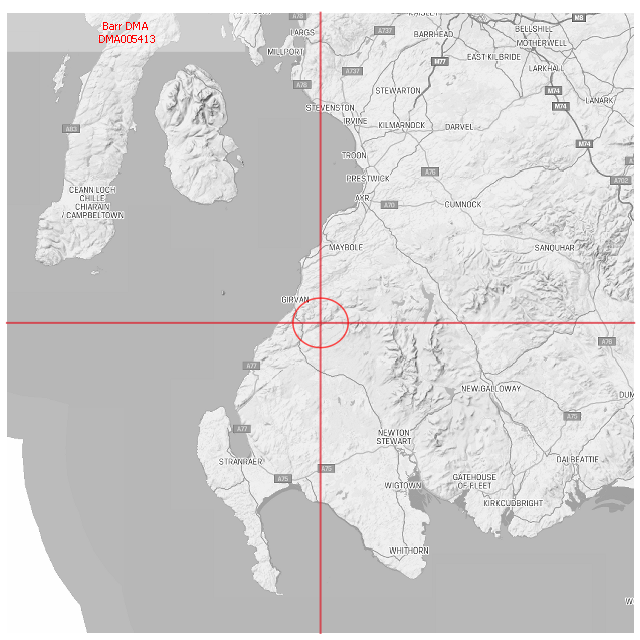 Barr DMA
DMA005413
A78
LARGS
MILLPORT
A78
A737
BARRHEAD
M8
BELLSHILL
MOTHERWELL
EAST KILBRIDE
M77
LARKHALL
A737
STEWARTON
M74
M74
LANARK
STEVENSTON
IRVINE
KILMARNOCK
DARVEL
A83
M74
TROON
A76
PRESTWICK
A702
AYR
A70
CUMNOCK
CEANN LOCH
CHILLE
CHIARAIN
/ CAMPBELTOWN
MAYBOLE
SANQUHAR
GIRVAN
A76
A77
NEW GALLOWAY
A75
A77
NEWTON
STEWART
STRANRAER
A75
A75
DALBEATTIE
WIGTOWN
GATEHOUSE
OF FLEET
KIRKCUDBRIGHT
WHITHORN